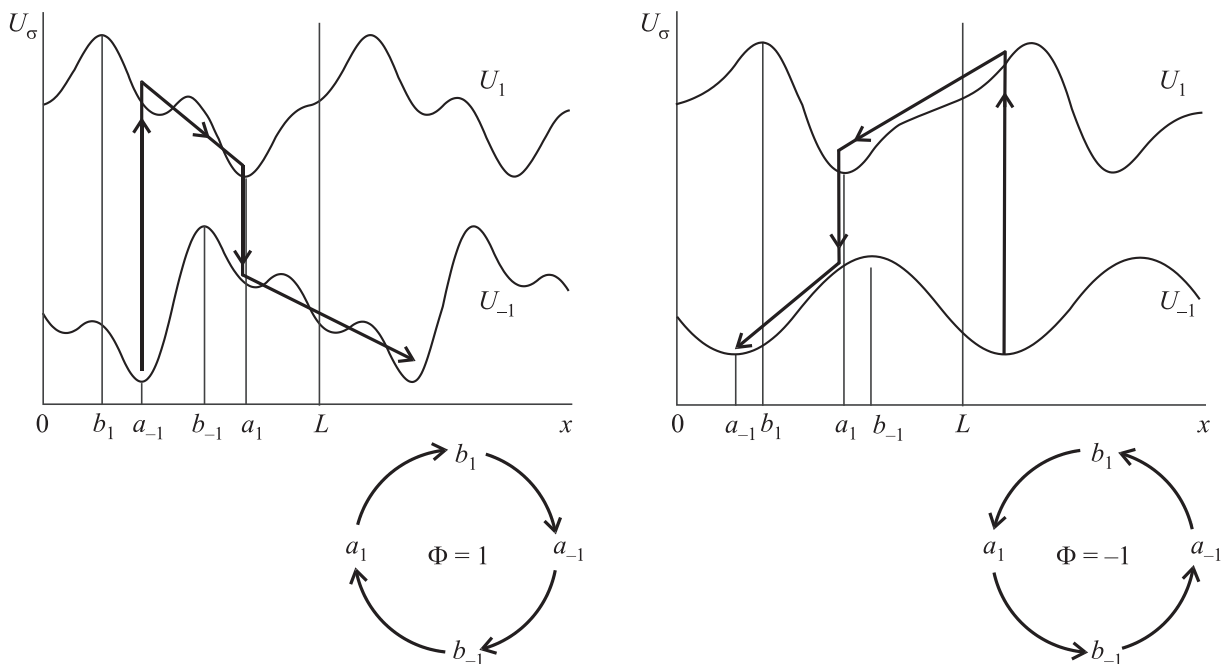 U_σ U_σ
U_1 U_1
U_{-1} U_{-1}
0 b_1 a_{-1} b_{-1} a_1 L x 0 a_{-1} b_1 a_1 b_{-1} L x
b_1 b_1
a_1 Φ = 1 a_{-1} a_1 Φ = –1 a_{-1}
b_{-1} b_{-1}